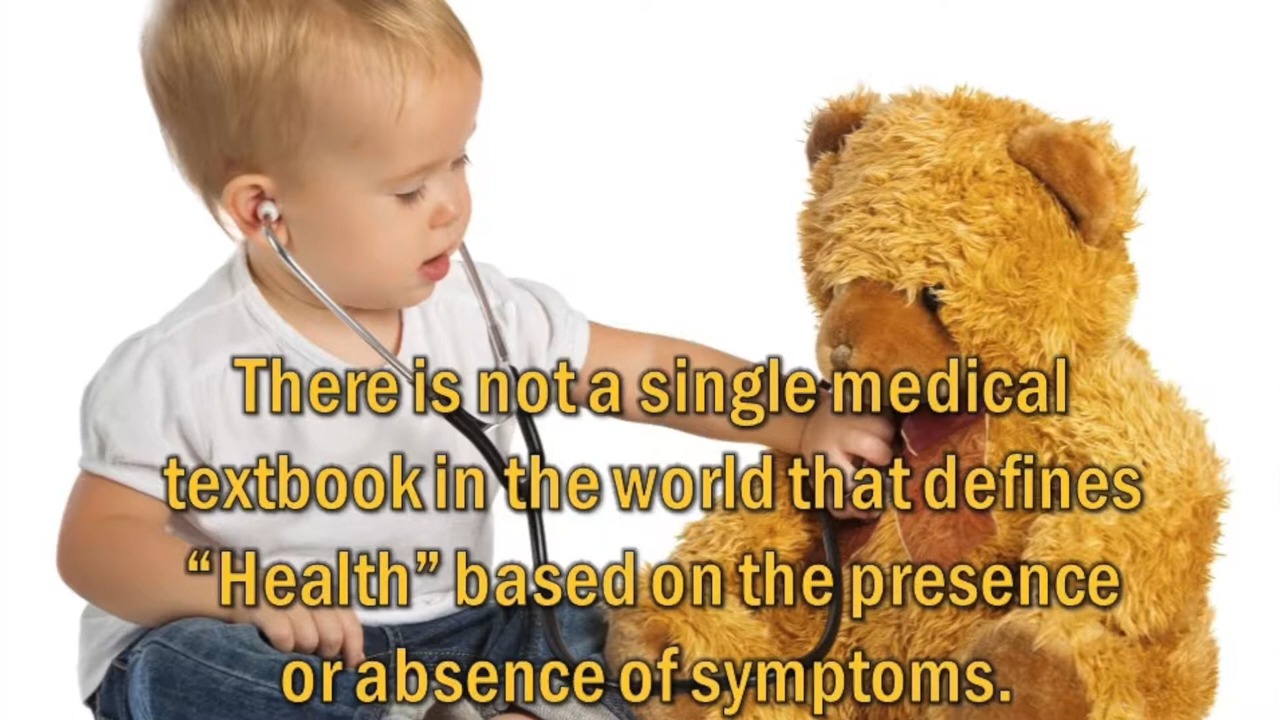 There is not a single medical
textbook in the world that defines
“Health” based on the presence
or absence of symptoms.